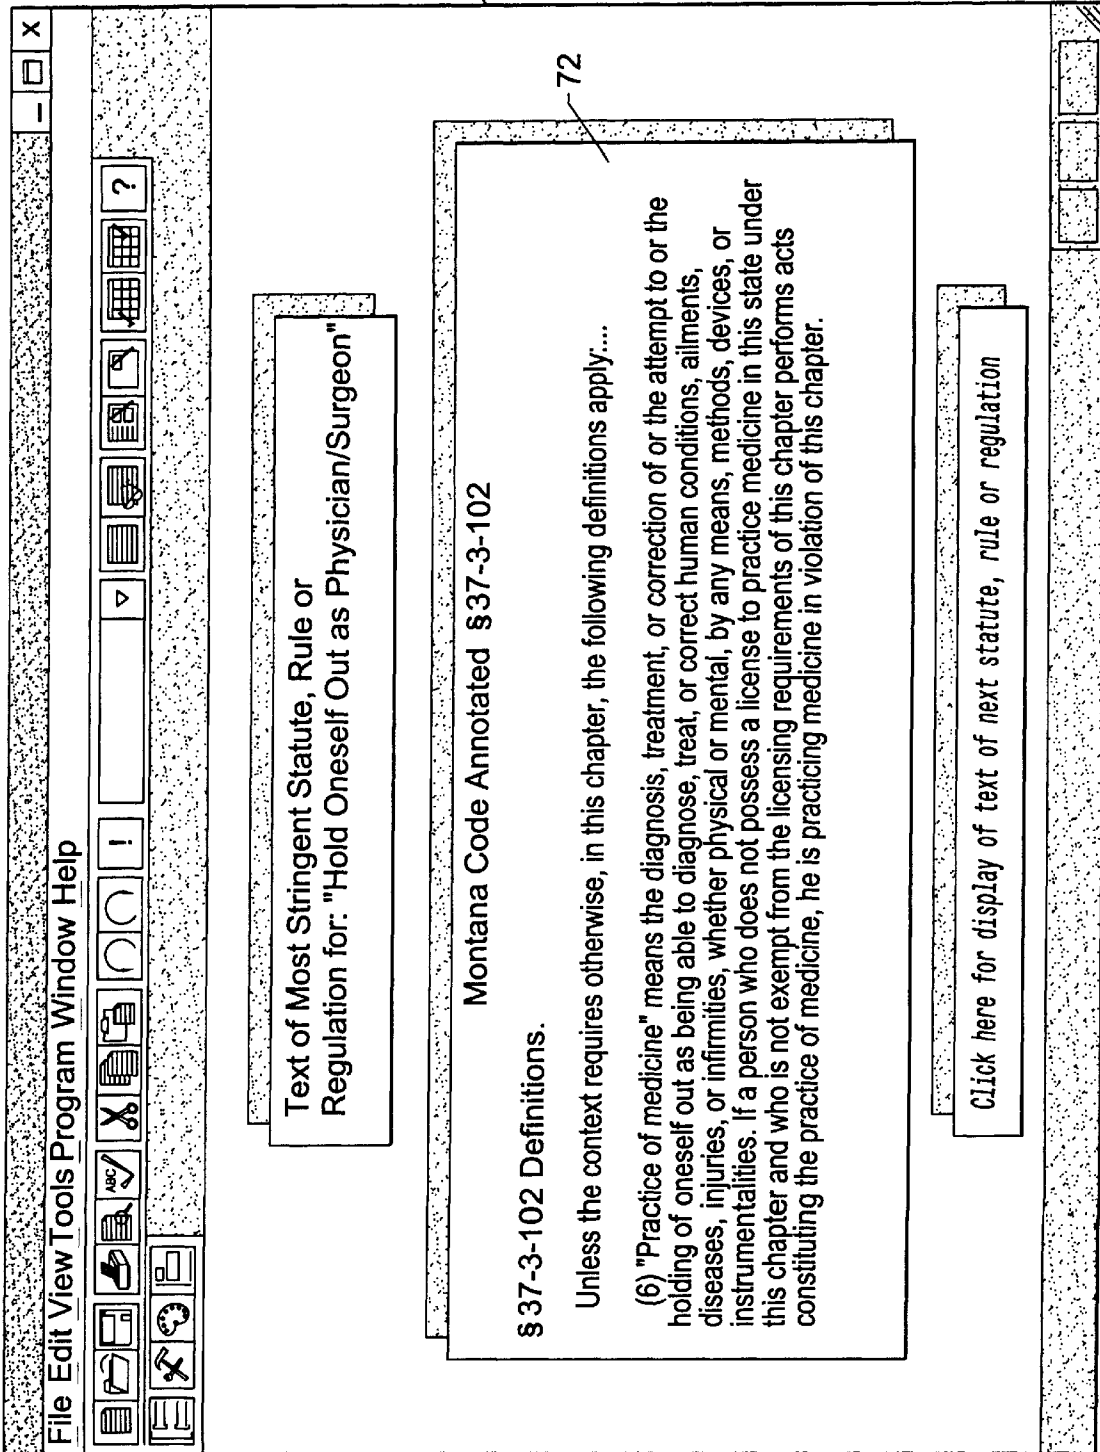 File Edit View Tools Program Window Help
ABC
!
?
Text of Most Stringent Statute, Rule or
Regulation for: "Hold Oneself Out as Physician/Surgeon"
72
Montana Code Annotated §37-3-102
§37-3-102 Definitions.
Unless the context requires otherwise, in this chapter, the following definitions apply:...
(6) "Practice of medicine" means the diagnosis, treatment, or correction of or the attempt to or the
holding of oneself out as being able to diagnose, treat, or correct human conditions, ailments,
diseases, injuries, or infirmities, whether physical or mental, by any means, methods, devices, or
instrumentalities. If a person who does not possess a license to practice medicine in this state under
this chapter and who is not exempt from the licensing requirements of this chapter performs acts
constituting the practice of medicine, he is practicing medicine in violation of this chapter.
Click here for display of text of next statute, rule or regulation